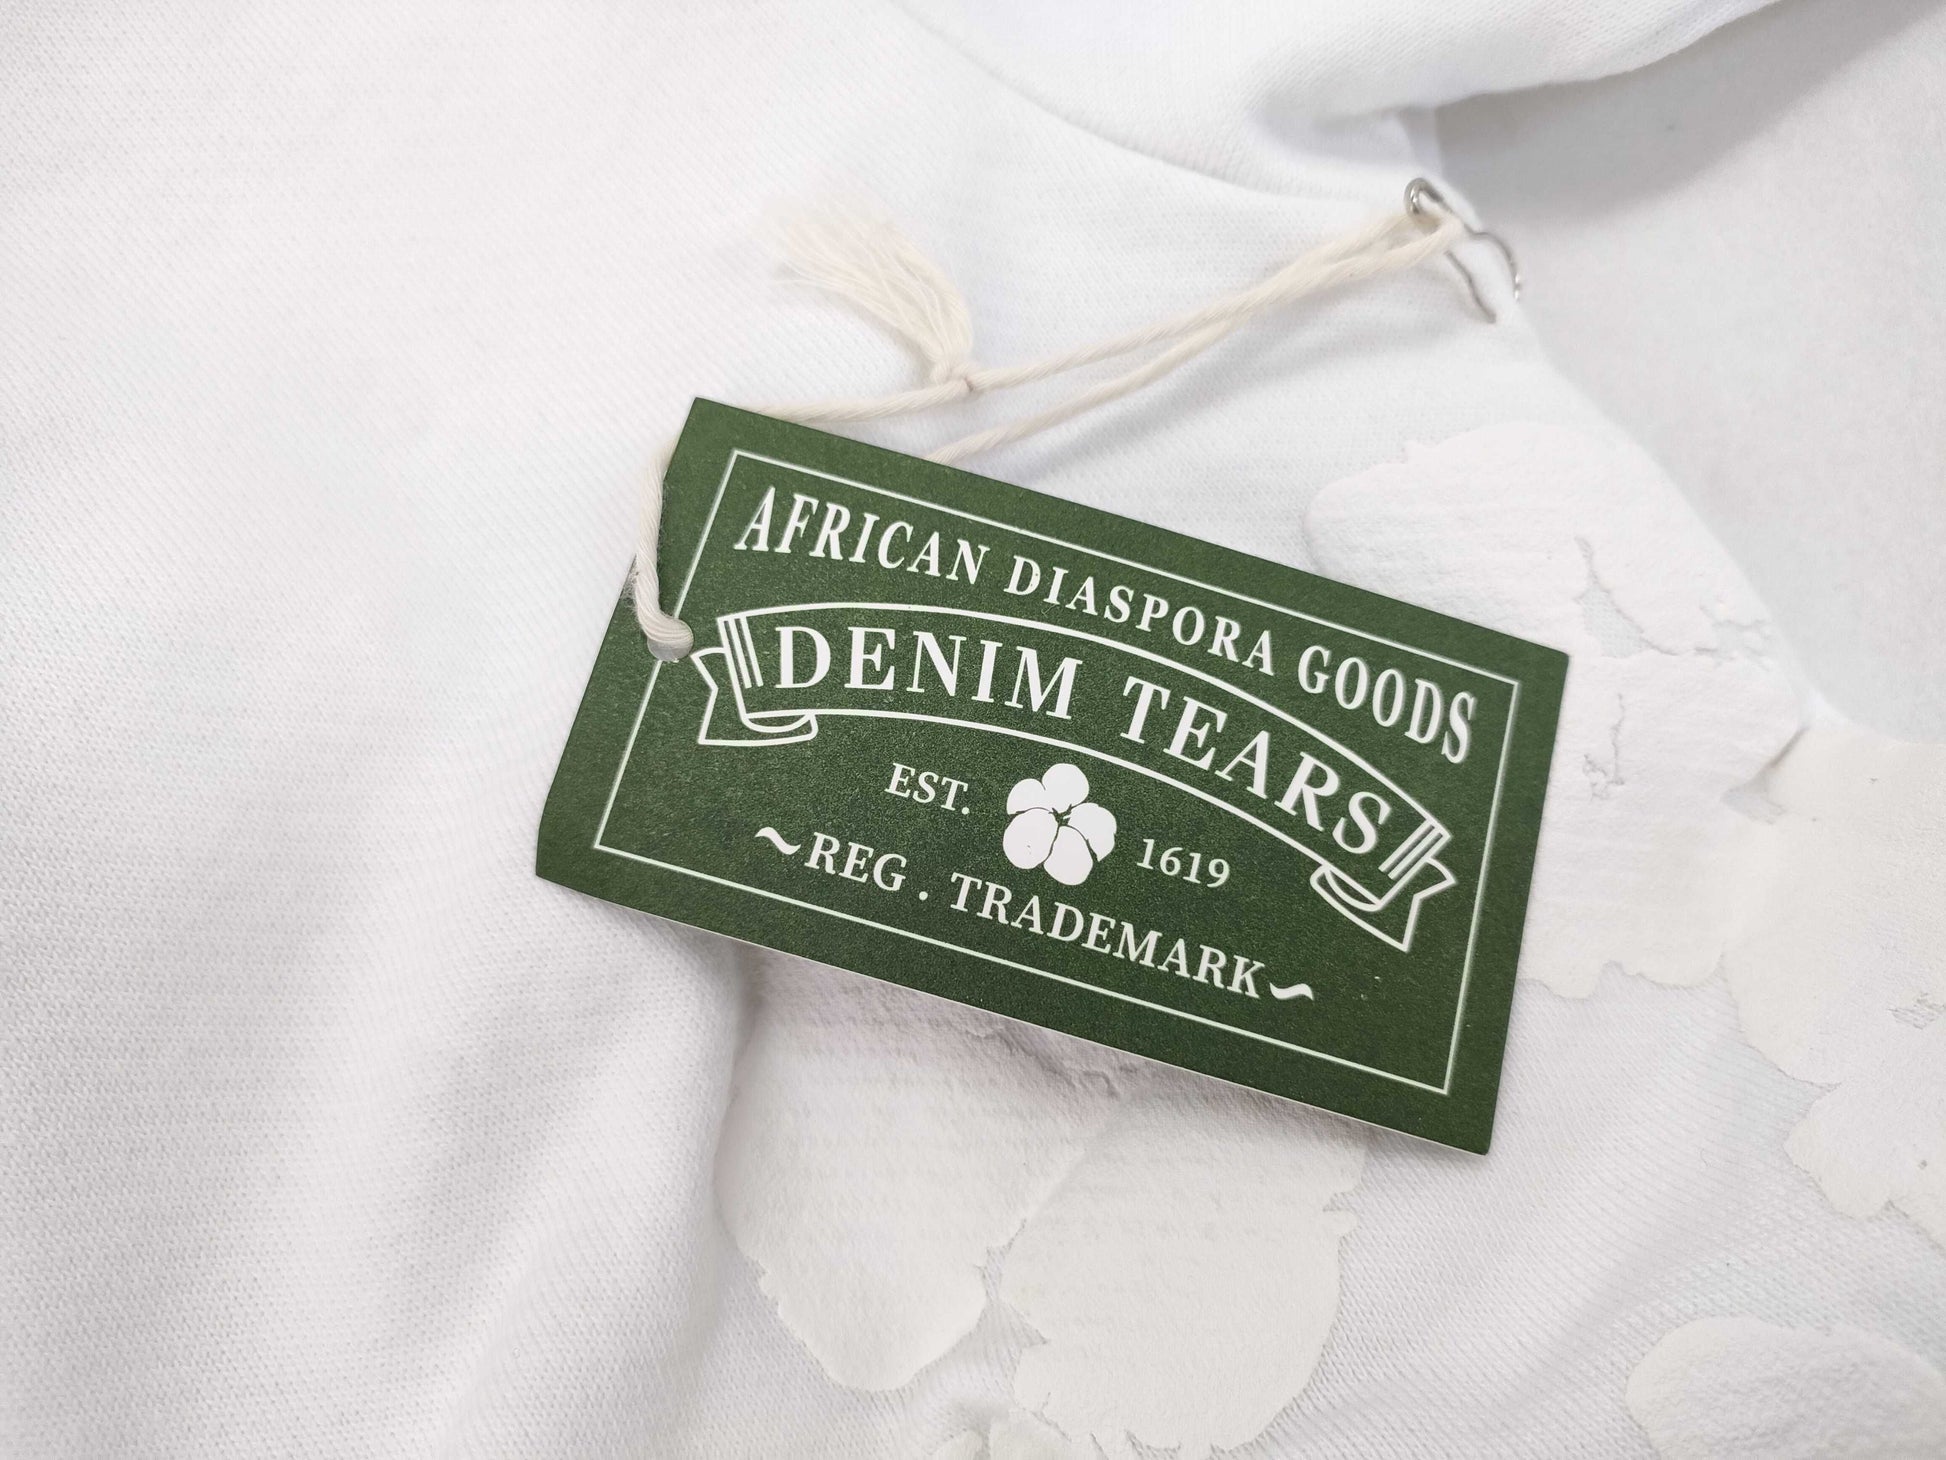 AFRICAN DIASPORA GOODS
DENIM TEARS
EST. 1619
~REG . TRADEMARK~